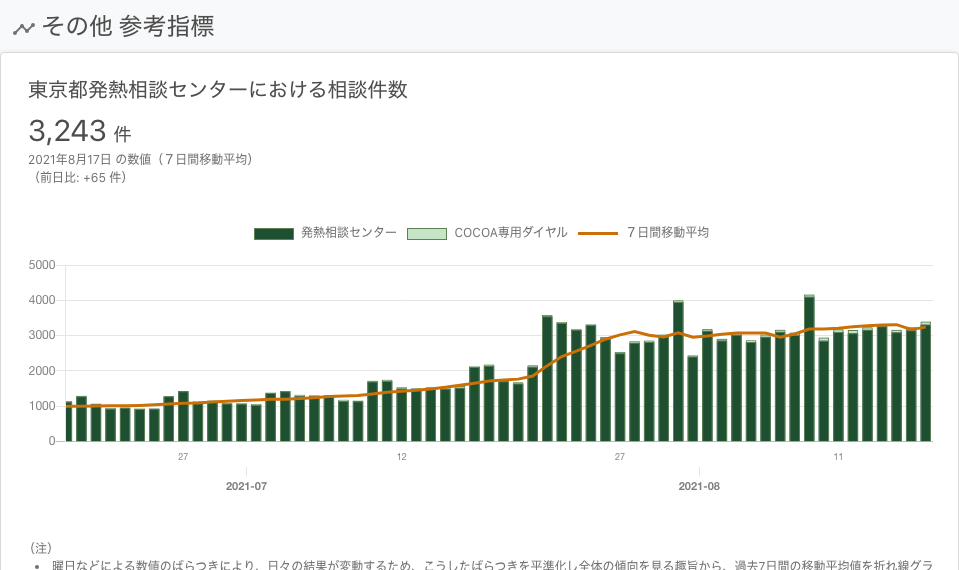 その他 参考指標
東京都発熱相談センターにおける相談件数
3,243 件
2021年8月17日 の数値（７日間移動平均）
（前日比: +65 件）
発熱相談センター COCOA専用ダイヤル ７日間移動平均
5000
4000
3000
2000
1000
0
27 12 27 11
2021-07 2021-08
（注）
• 曜日などによる数値のばらつきにより、日々の結果が変動するため、こうしたばらつきを平準化し全体の傾向を見る趣旨から、過去7日間の移動平均値を折れ線グラ